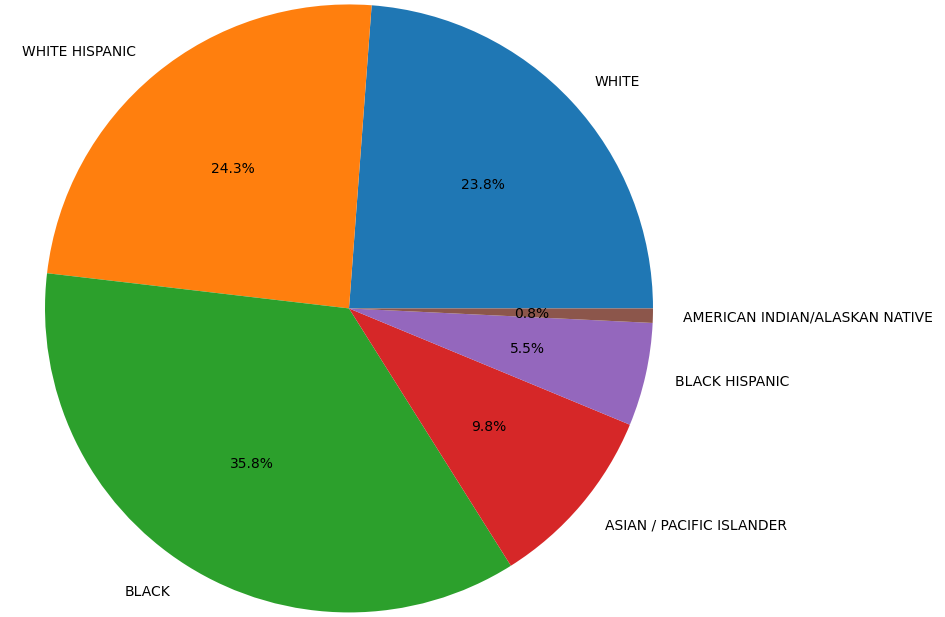 WHITE HISPANIC
WHITE
24.3%
23.8%
0.8%
AMERICAN INDIAN/ALASKAN NATIVE
5.5%
BLACK HISPANIC
9.8%
35.8%
ASIAN / PACIFIC ISLANDER
BLACK